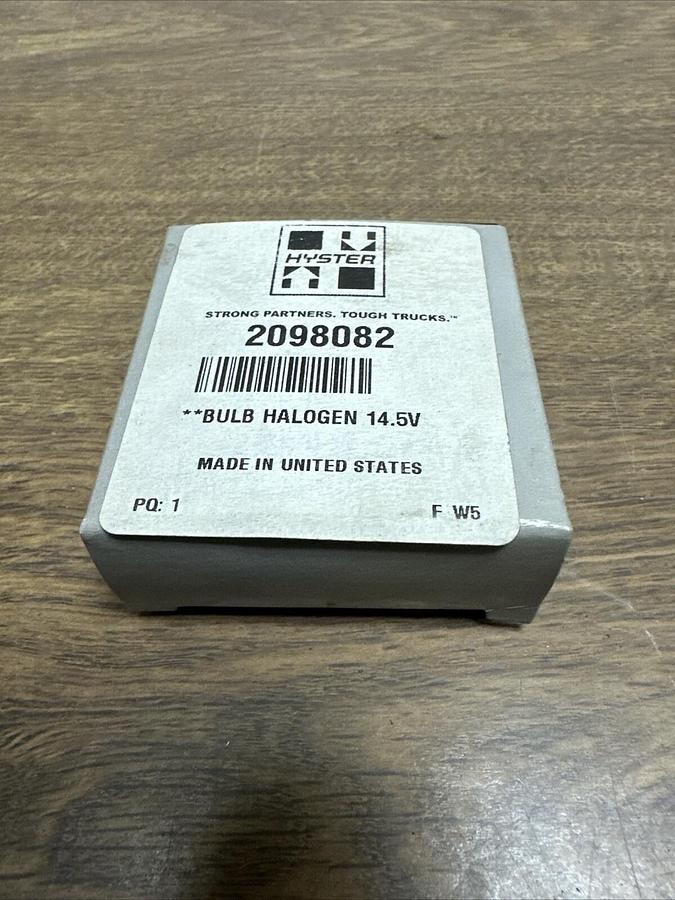 HYSTER
STRONG PARTNERS. TOUGH TRUCKS.™
2098082
**BULB HALOGEN 14.5V
MADE IN UNITED STATES
PQ: 1 F W5